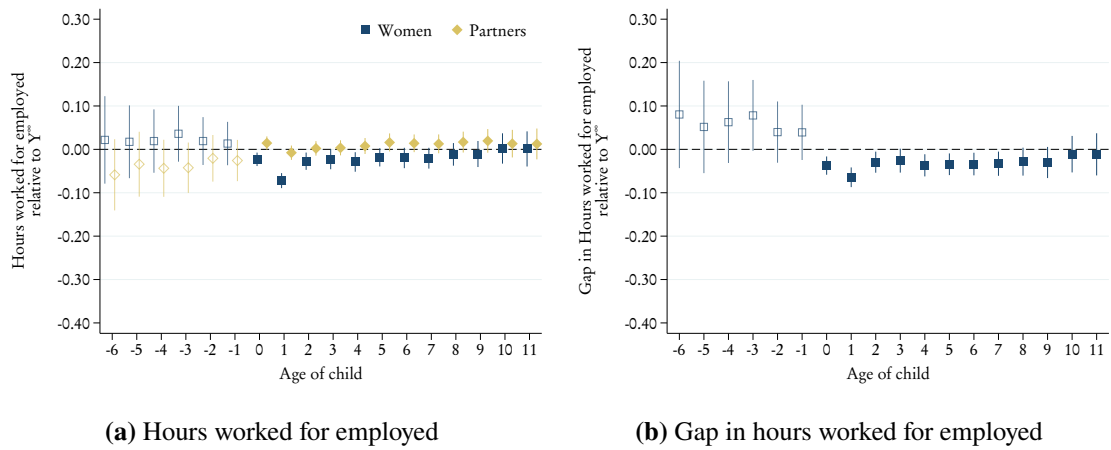 0.30
0.20
0.10
0.00
-0.10
-0.20
-0.30
-0.40
Hours worked for employed
relative to Y∞
Women Partners
-6 -5 -4 -3 -2 -1 0 1 2 3 4 5 6 7 8 9 10 11
Age of child
(a) Hours worked for employed
0.30
0.20
0.10
0.00
-0.10
-0.20
-0.30
-0.40
Gap in Hours worked for employed
relative to Y∞
-6 -5 -4 -3 -2 -1 0 1 2 3 4 5 6 7 8 9 10 11
Age of child
(b) Gap in hours worked for employed